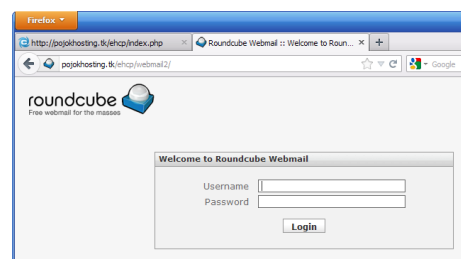 Firefox
http://pojokhosting.tk/ehcp/index.php
Roundcube Webmail :: Welcome to Roun...
pojokhosting.tk/ehcp/webmail2/
Google
roundcube
Free webmail for the masses
Welcome to Roundcube Webmail
Username
Password
Login